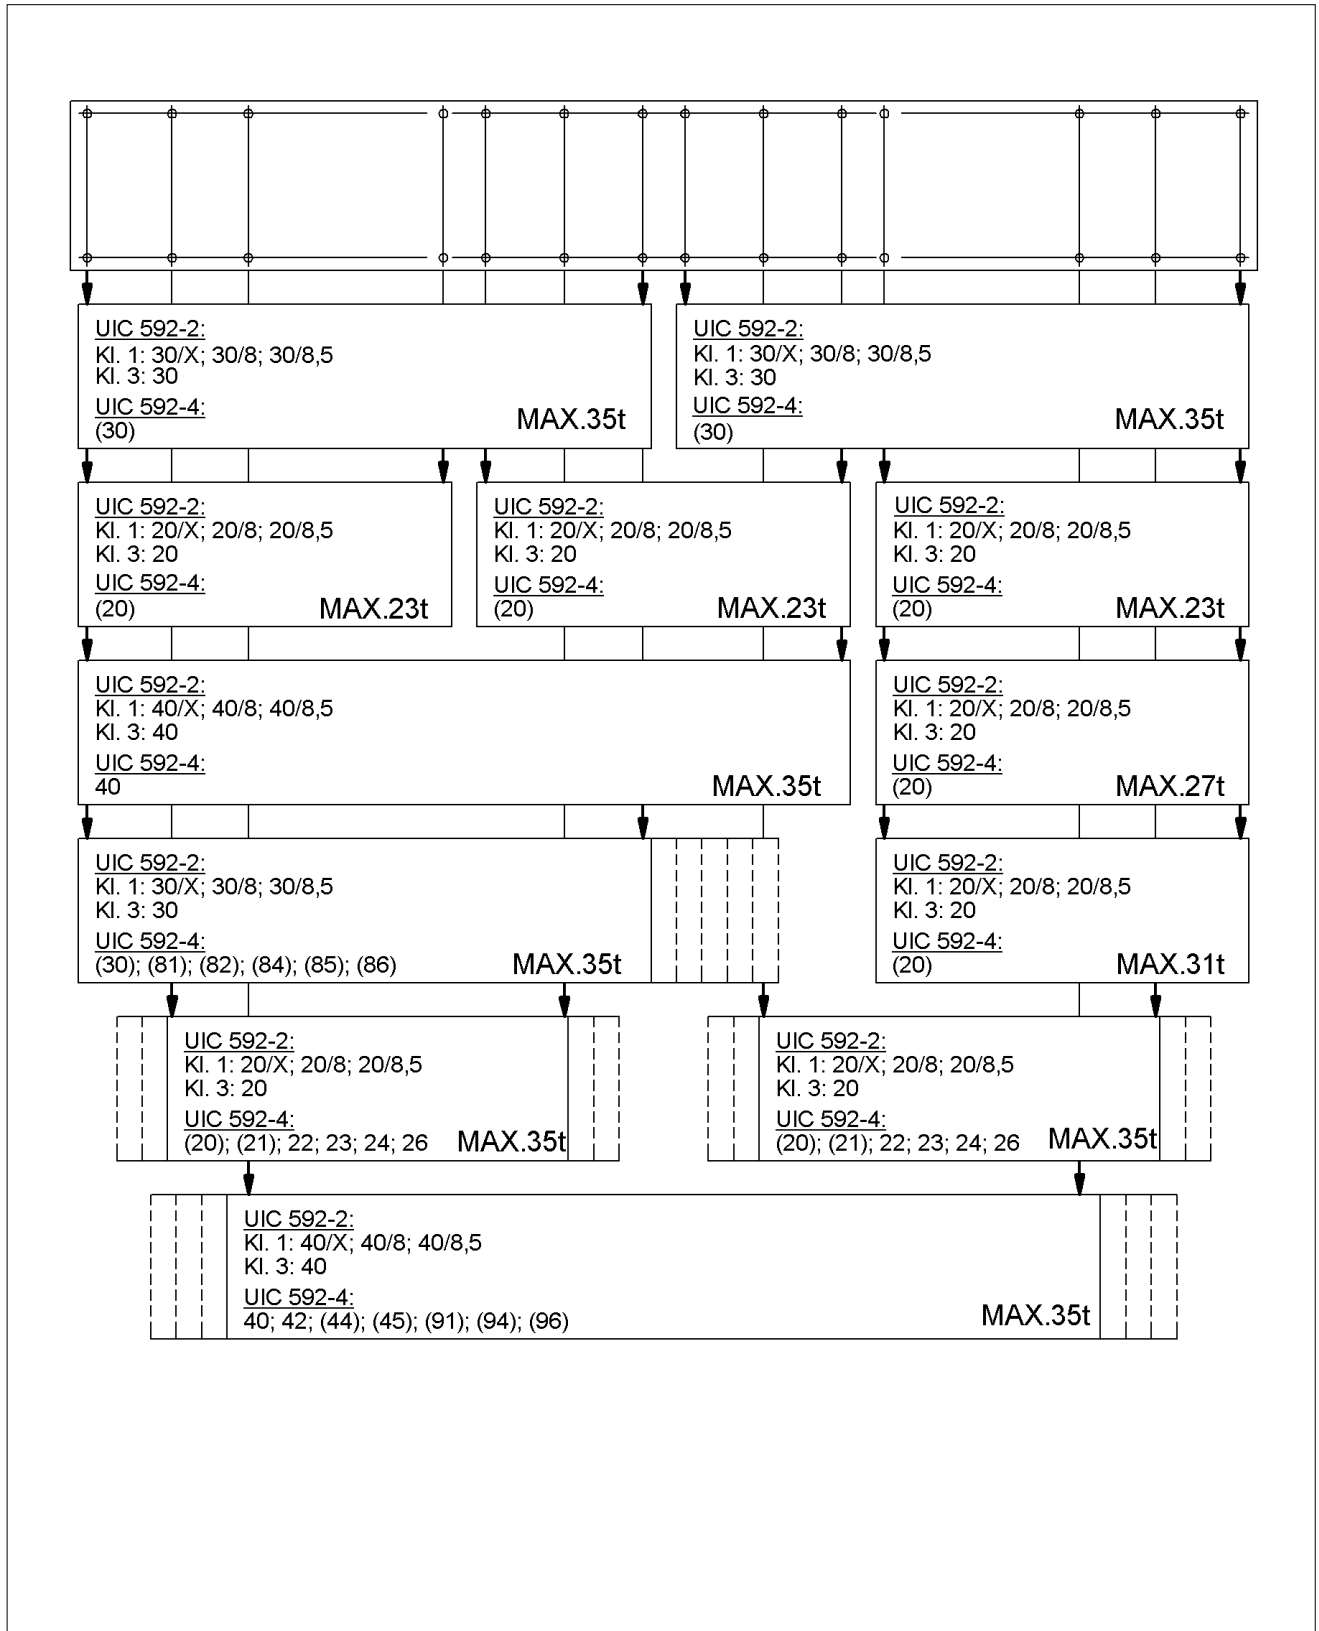 UIC 592-2:
Kl. 1: 30/X; 30/8; 30/8,5
Kl. 3: 30
UIC 592-4:
(30)
MAX.35t
UIC 592-2:
Kl. 1: 30/X; 30/8; 30/8,5
Kl. 3: 30
UIC 592-4:
(30)
MAX.35t
UIC 592-2:
Kl. 1: 20/X; 20/8; 20/8,5
Kl. 3: 20
UIC 592-4:
(20)
MAX.23t
UIC 592-2:
Kl. 1: 20/X; 20/8; 20/8,5
Kl. 3: 20
UIC 592-4:
(20)
MAX.23t
UIC 592-2:
Kl. 1: 20/X; 20/8; 20/8,5
Kl. 3: 20
UIC 592-4:
(20)
MAX.23t
UIC 592-2:
Kl. 1: 40/X; 40/8; 40/8,5
Kl. 3: 40
UIC 592-4:
40
MAX.35t
UIC 592-2:
Kl. 1: 20/X; 20/8; 20/8,5
Kl. 3: 20
UIC 592-4:
(20)
MAX.27t
UIC 592-2:
Kl. 1: 30/X; 30/8; 30/8,5
Kl. 3: 30
UIC 592-4:
(30); (81); (82); (84); (85); (86)
MAX.35t
UIC 592-2:
Kl. 1: 20/X; 20/8; 20/8,5
Kl. 3: 20
UIC 592-4:
(20)
MAX.31t
UIC 592-2:
Kl. 1: 20/X; 20/8; 20/8,5
Kl. 3: 20
UIC 592-4:
(20); (21); 22; 23; 24; 26
MAX.35t
UIC 592-2:
Kl. 1: 20/X; 20/8; 20/8,5
Kl. 3: 20
UIC 592-4:
(20); (21); 22; 23; 24; 26
MAX.35t
UIC 592-2:
Kl. 1: 40/X; 40/8; 40/8,5
Kl. 3: 40
UIC 592-4:
40; 42; (44); (45); (91); (94); (96)
MAX.35t